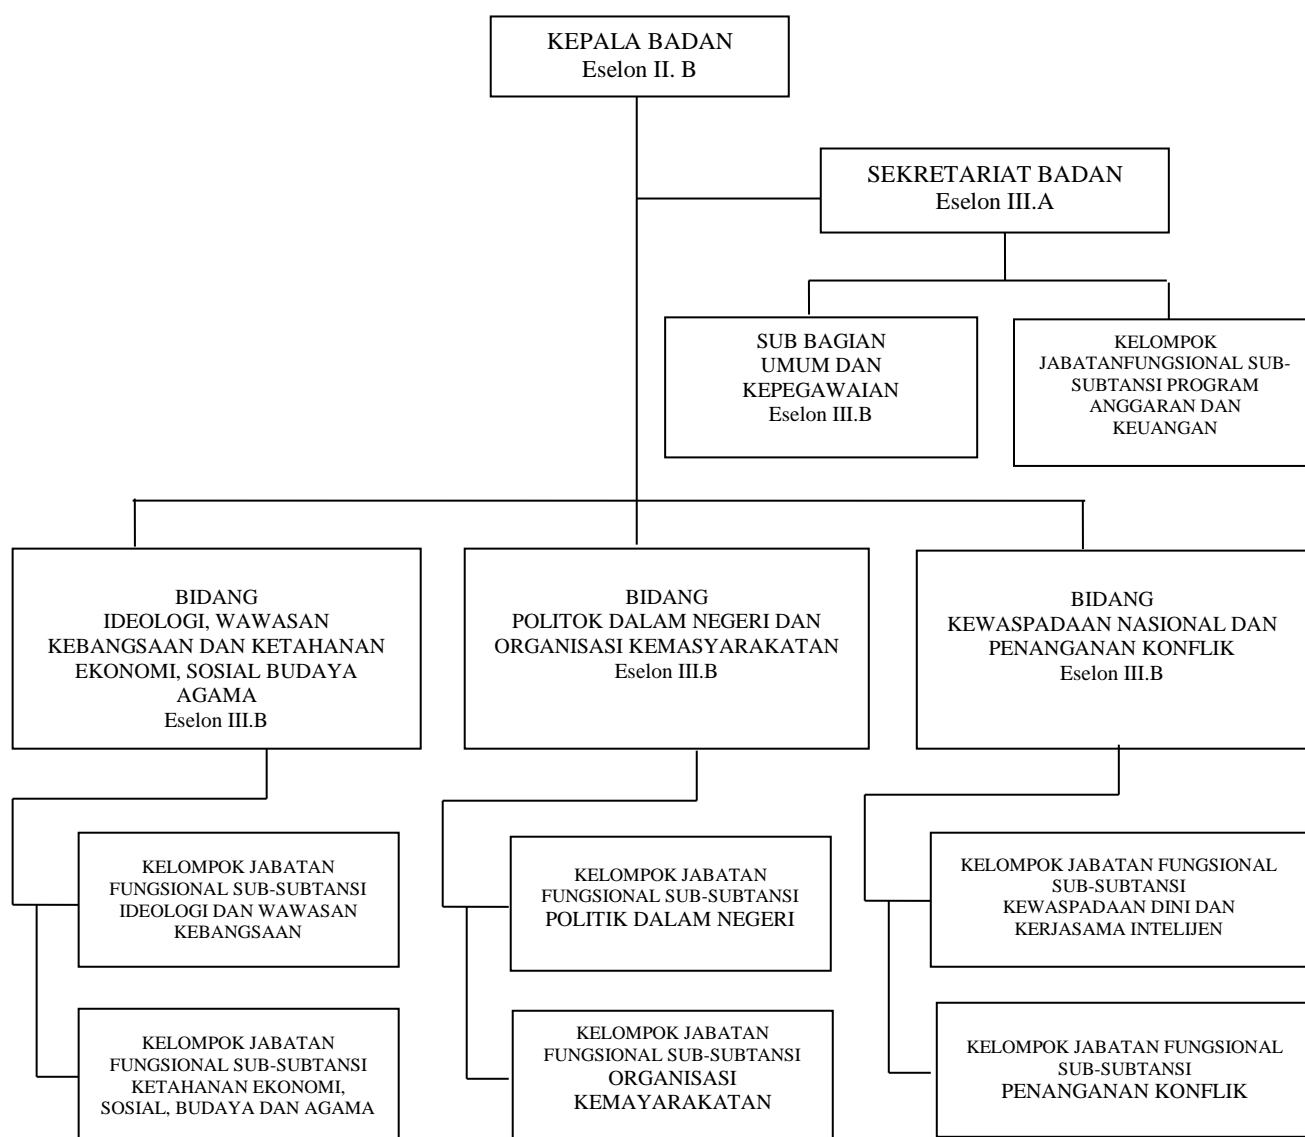 KEPALA BADAN
Eselon II. B
SEKRETARIAT BADAN
Eselon III.A
SUB BAGIAN
UMUM DAN
KEPEGAWAIAN
Eselon III.B
KELOMPOK
JABATANFUNGSIONAL SUB-
SUBTANSI PROGRAM
ANGGARAN DAN
KEUANGAN
BIDANG
IDEOLOGI, WAWASAN
KEBANGSAAN DAN KETAHANAN
EKONOMI, SOSIAL BUDAYA
AGAMA
Eselon III.B
BIDANG
POLITOK DALAM NEGERI DAN
ORGANISASI KEMASYARAKATAN
Eselon III.B
BIDANG
KEWASPADAAN NASIONAL DAN
PENANGANAN KONFLIK
Eselon III.B
KELOMPOK JABATAN
FUNGSIONAL SUB-SUBTANSI
IDEOLOGI DAN WAWASAN
KEBANGSAAN
KELOMPOK JABATAN
FUNGSIONAL SUB-SUBTANSI
POLITIK DALAM NEGERI
KELOMPOK JABATAN FUNGSIONAL
SUB-SUBTANSI
KEWASPADAAN DINI DAN
KERJASAMA INTELIJEN
KELOMPOK JABATAN
FUNGSIONAL SUB-SUBTANSI
KETAHANAN EKONOMI,
SOSIAL, BUDAYA DAN AGAMA
KELOMPOK JABATAN
FUNGSIONAL SUB-SUBTANSI
ORGANISASI
KEMAYARAKATAN
KELOMPOK JABATAN FUNGSIONAL
SUB-SUBTANSI
PENANGANAN KONFLIK